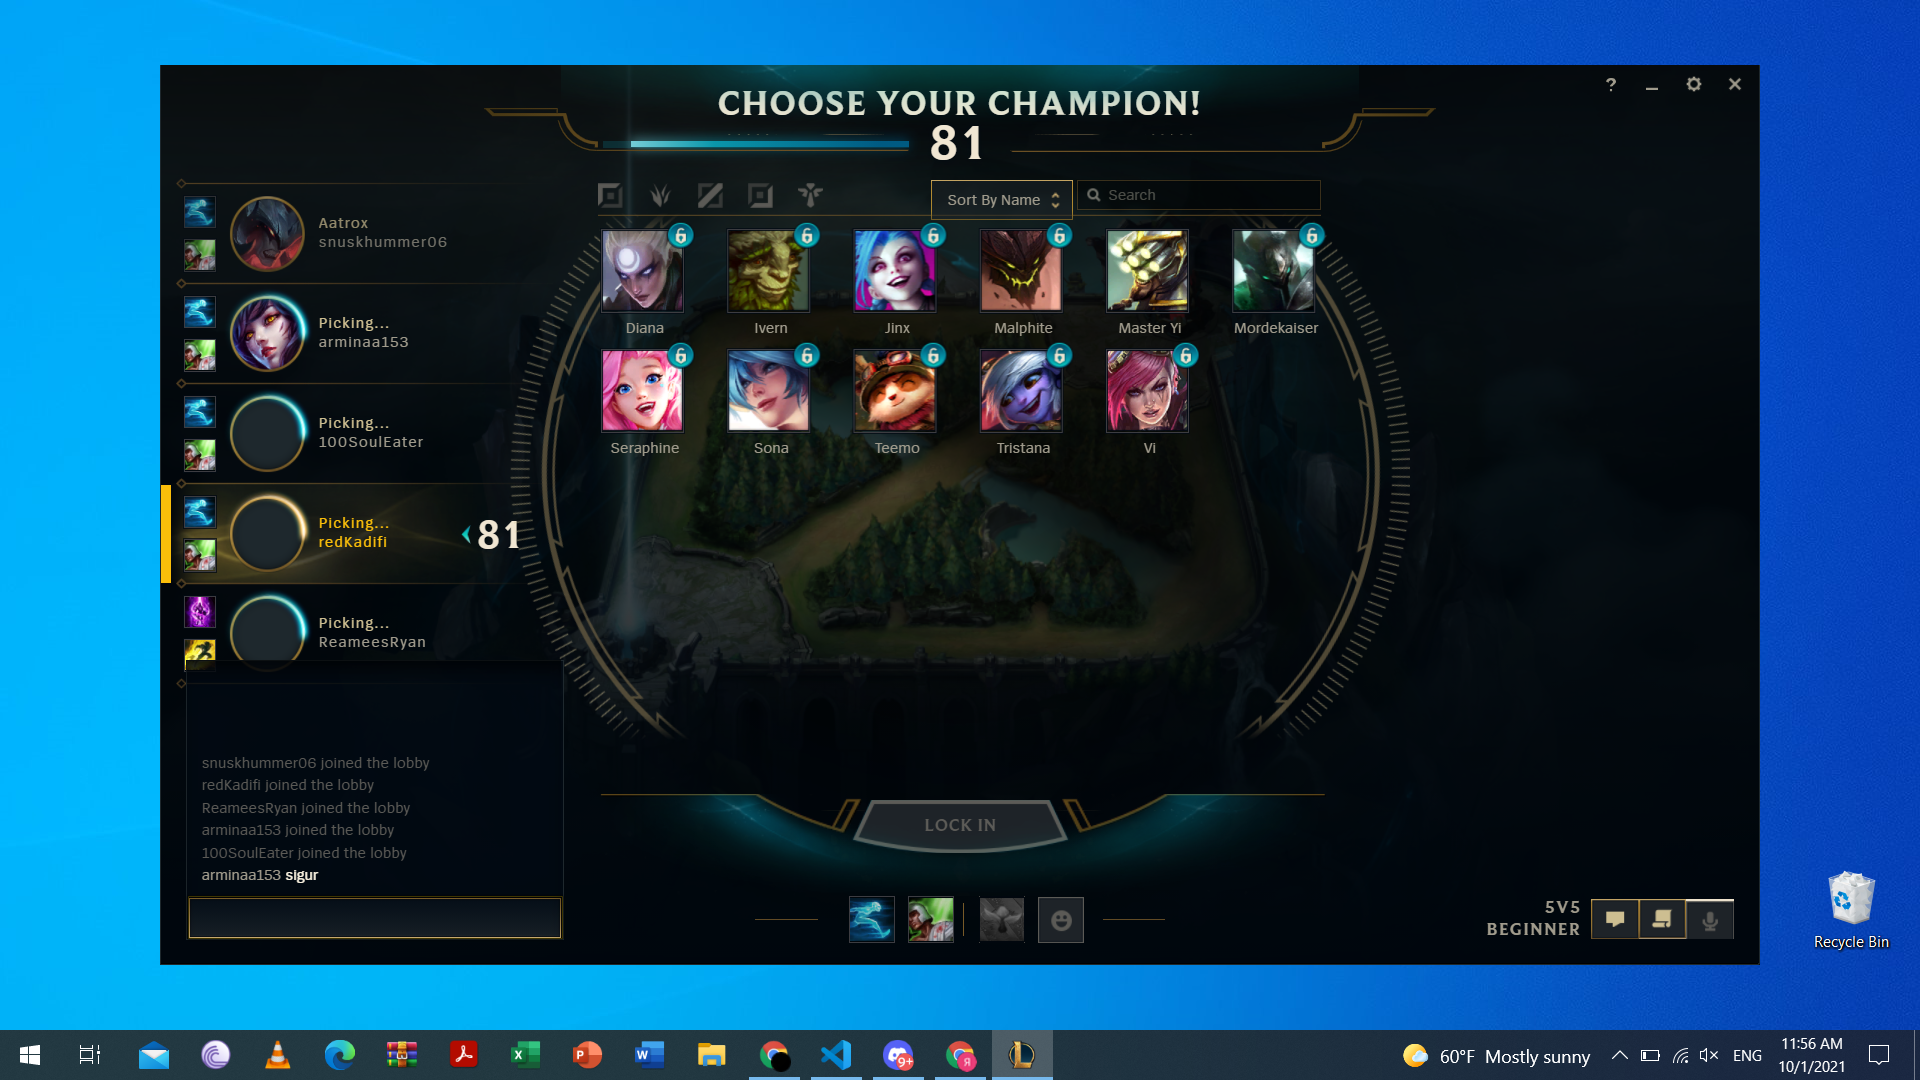 CHOOSE YOUR CHAMPION!
81
?
Sort By Name
Search
Aatrox
snuskhummer06
Picking...
arminaa153
Picking...
100SoulEater
Picking...
redKadifi
81
Picking...
ReameesRyan
6
6
6
6
6
Diana
Ivern
Jinx
Malphite
Master Yi
Mordekaiser
6
6
6
6
6
Seraphine
Sona
Teemo
Tristana
Vi
snuskhummer06 joined the lobby
redKadifi joined the lobby
ReameesRyan joined the lobby
arminaa153 joined the lobby
100SoulEater joined the lobby
arminaa153 sigur
LOCK IN
5V5
BEGINNER
Recycle Bin
9+
Я
60°F Mostly sunny
ENG
11:56 AM
10/1/2021